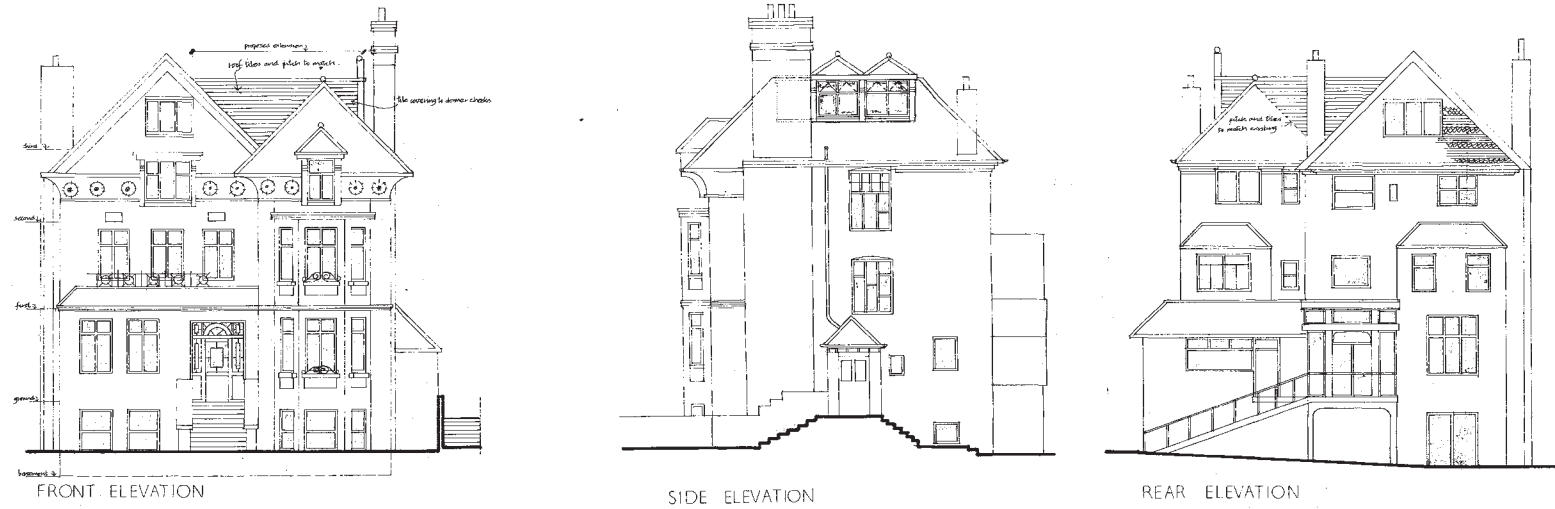 proposed extension
roof tiles and pitch to match
tile covering to dormer cheeks
third
second
first
ground
basement
FRONT ELEVATION
SIDE ELEVATION
pitch and tiles
to match existing
REAR ELEVATION